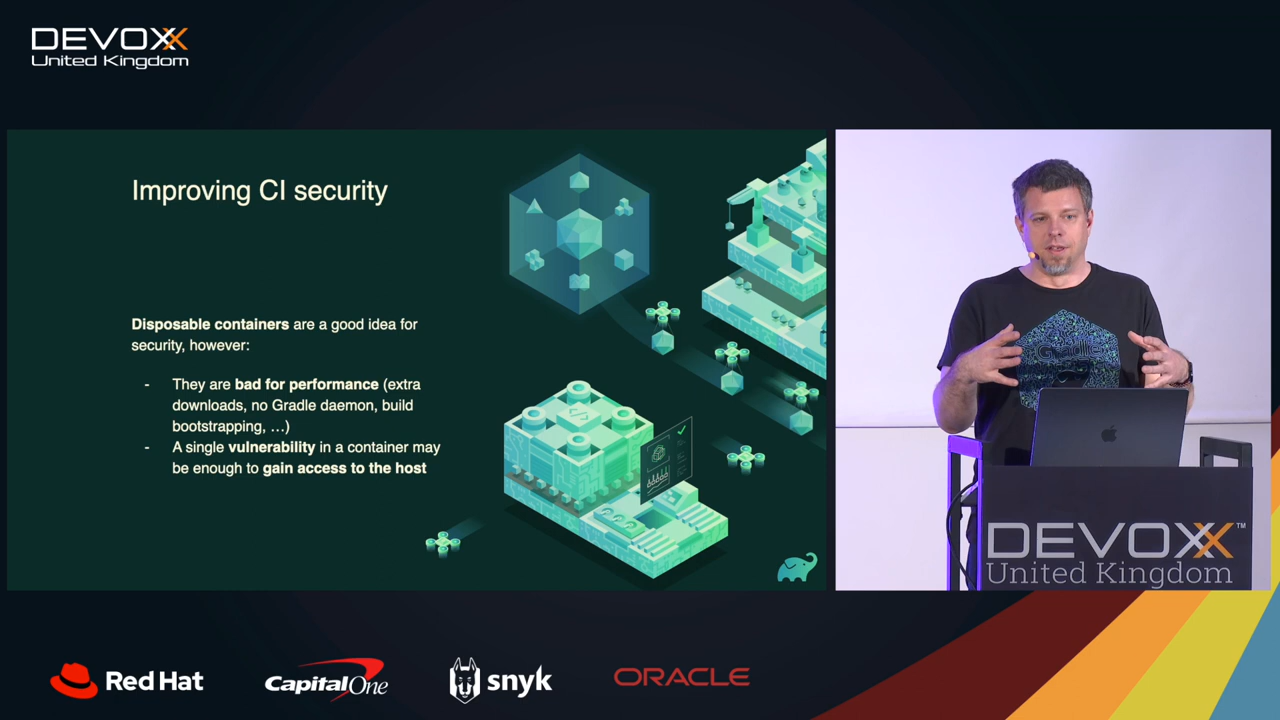 DEVOXX
United Kingdom
Improving CI security
Disposable containers are a good idea for
security, however:
- They are bad for performance (extra
downloads, no Gradle daemon, build
bootstrapping, …)
- A single vulnerability in a container may
be enough to gain access to the host
Gradle
DEVOXX™
United Kingdom
Red Hat
Capital One
snyk
ORACLE